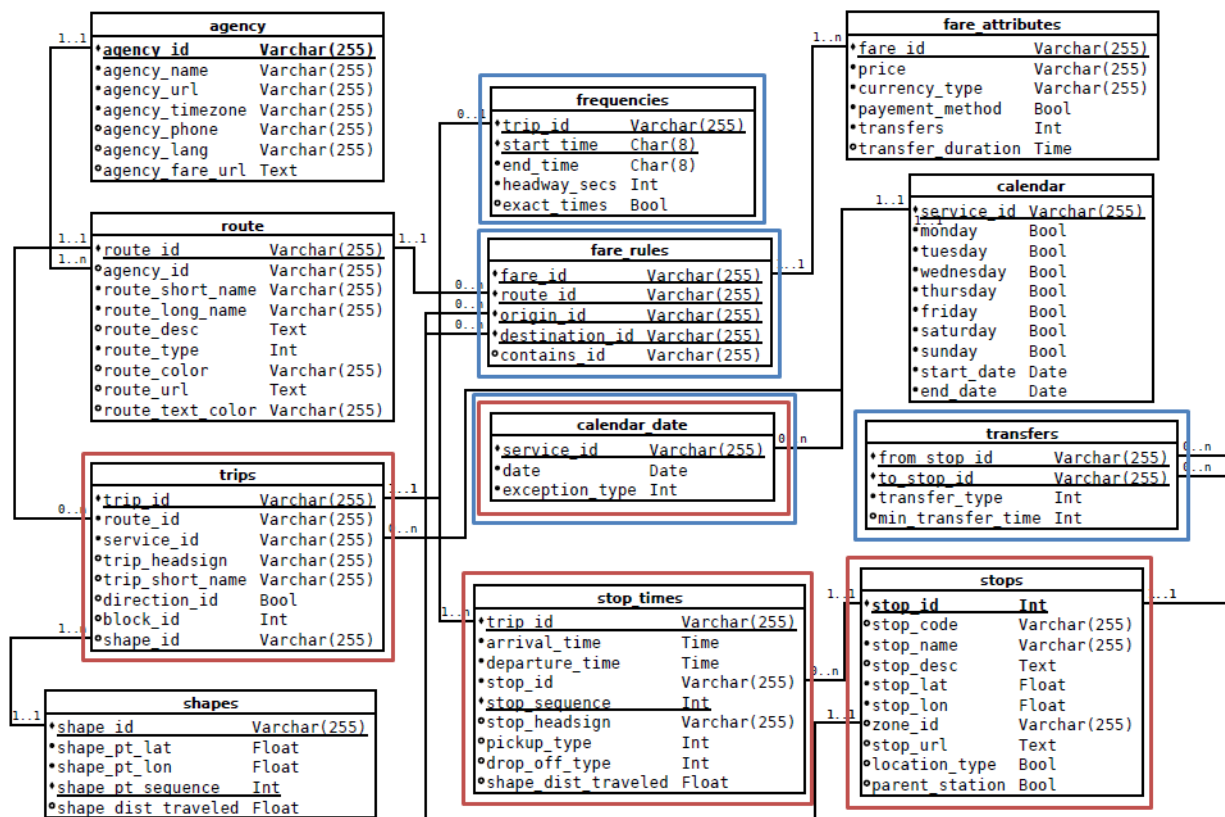 agency
agency_id Varchar(255)
agency_name Varchar(255)
agency_url Varchar(255)
agency_timezone Varchar(255)
agency_phone Varchar(255)
agency_lang Varchar(255)
agency_fare_url Text
1..1
route
route_id Varchar(255)
agency_id Varchar(255)
route_short_name Varchar(255)
route_long_name Varchar(255)
route_desc Text
route_type Int
route_color Varchar(255)
route_url Text
route_text_color Varchar(255)
1..1
1..n
1..1
trips
trip_id Varchar(255)
route_id Varchar(255)
service_id Varchar(255)
trip_headsign Varchar(255)
trip_short_name Varchar(255)
direction_id Bool
block_id Int
shape_id Varchar(255)
0..n
1..n
1..1
0..n
shapes
shape_id Varchar(255)
shape_pt_lat Float
shape_pt_lon Float
shape_pt_sequence Int
shape_dist_traveled Float
1..1
frequencies
trip_id Varchar(255)
start_time Char(8)
end_time Char(8)
headway_secs Int
exact_times Bool
0..1
fare_rules
fare_id Varchar(255)
route_id Varchar(255)
origin_id Varchar(255)
destination_id Varchar(255)
contains_id Varchar(255)
0..n
0..n
0..n
1..1
calendar_date
service_id Varchar(255)
date Date
exception_type Int
0..n
stop_times
trip_id Varchar(255)
arrival_time Time
departure_time Time
stop_id Varchar(255)
stop_sequence Int
stop_headsign Varchar(255)
pickup_type Int
drop_off_type Int
shape_dist_traveled Float
1..n
0..n
fare_attributes
fare_id Varchar(255)
price Varchar(255)
currency_type Varchar(255)
payement_method Bool
transfers Int
transfer_duration Time
1..n
calendar
service_id Varchar(255)
monday Bool
tuesday Bool
wednesday Bool
thursday Bool
friday Bool
saturday Bool
sunday Bool
start_date Date
end_date Date
1..1
1..1
transfers
from_stop_id Varchar(255)
to_stop_id Varchar(255)
transfer_type Int
min_transfer_time Int
0..n
0..n
stops
stop_id Int
stop_code Varchar(255)
stop_name Varchar(255)
stop_desc Text
stop_lat Float
stop_lon Float
zone_id Varchar(255)
stop_url Text
location_type Bool
parent_station Bool
1..1
1..1
1..1